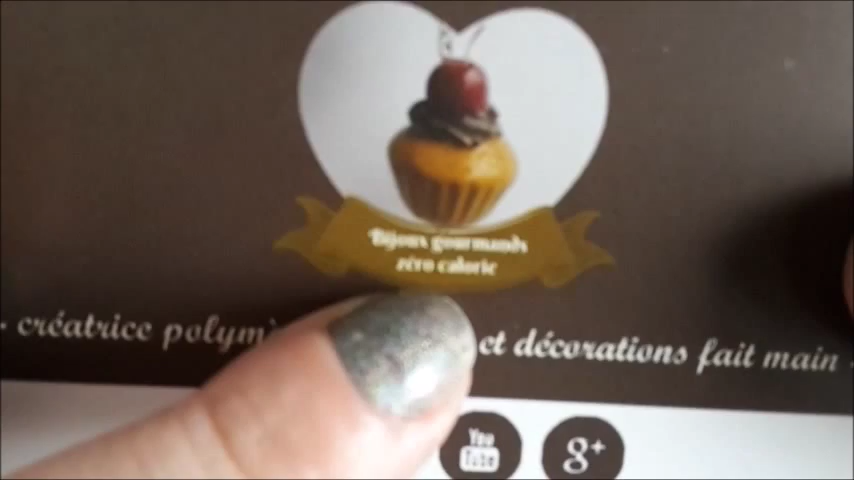 Bijoux gourmands
zéro calorie
- créatrice polym et décorations fait main -
You Tube
g+